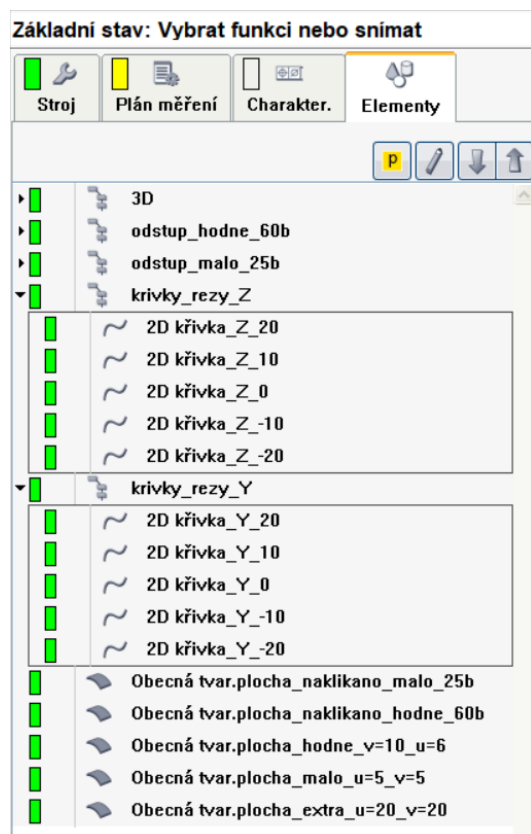 Základní stav: Vybrat funkci nebo snímat
Stroj Plán měření Charakter. Elementy
p
3D
odstup_hodne_60b
odstup_malo_25b
krivky_rezy_Z
2D křivka_Z_20
2D křivka_Z_10
2D křivka_Z_0
2D křivka_Z_-10
2D křivka_Z_-20
krivky_rezy_Y
2D křivka_Y_20
2D křivka_Y_10
2D křivka_Y_0
2D křivka_Y_-10
2D křivka_Y_-20
Obecná tvar.plocha_naklikano_malo_25b
Obecná tvar.plocha_naklikano_hodne_60b
Obecná tvar.plocha_hodne_v=10_u=6
Obecná tvar.plocha_malo_u=5_v=5
Obecná tvar.plocha_extra_u=20_v=20